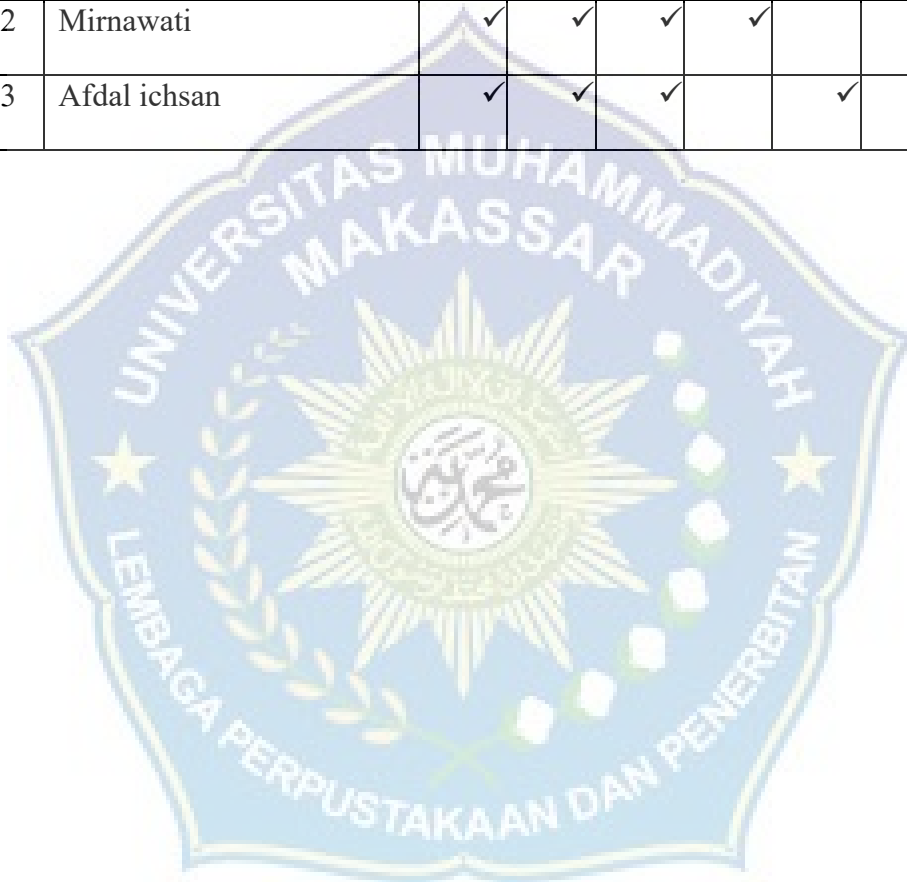 2 Mirnawati ✓ ✓ ✓ ✓
3 Afdal ichsan ✓ ✓ ✓ ✓
UNIVERSITAS MUHAMMADIYAH
MAKASSAR
LEMBAGA PERPUSTAKAAN DAN PENERBITAN